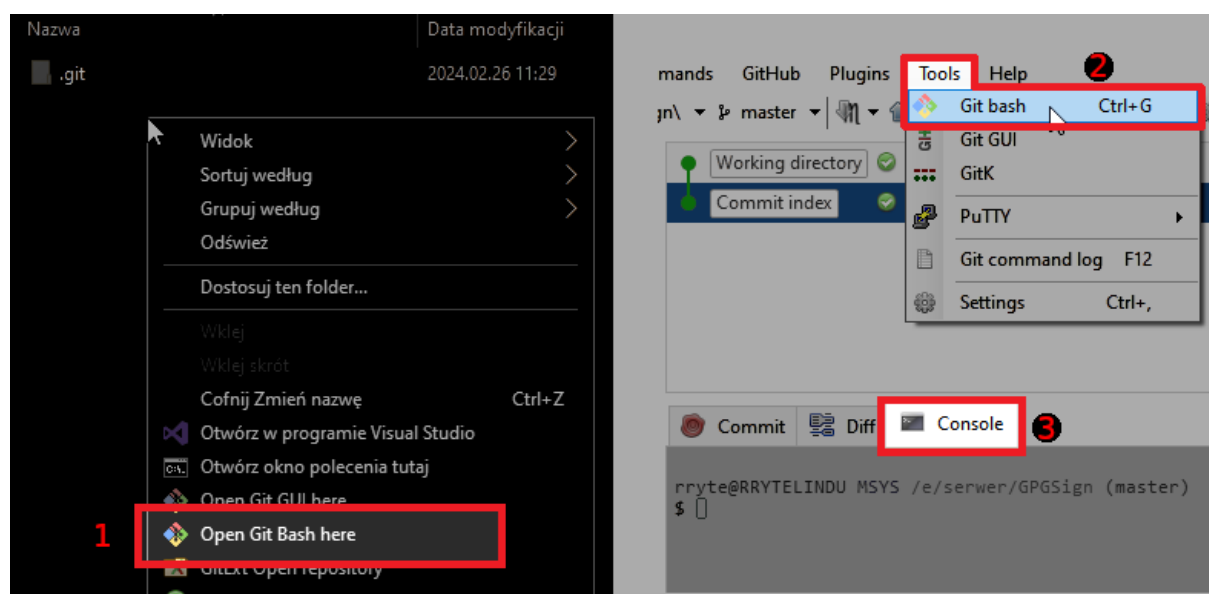 Nazwa Data modyfikacji
.git 2024.02.26 11:29
Widok
Sortuj według
Grupuj według
Odśwież
Dostosuj ten folder...
Wklej
Wklej skrót
Cofnij Zmień nazwę Ctrl+Z
Otwórz w programie Visual Studio
Otwórz okno polecenia tutaj
Open Git GUI here
1 Open Git Bash here
GitExt Open repository
2
mands GitHub Plugins Tools Help
gn\ master
Git bash Ctrl+G
Git GUI
GitK
PuTTY
Git command log F12
Settings Ctrl+,
Working directory
Commit index
Commit Diff Console 3
rryte@RRYTELINDU MSYS /e/serwer/GPGSign (master)
$